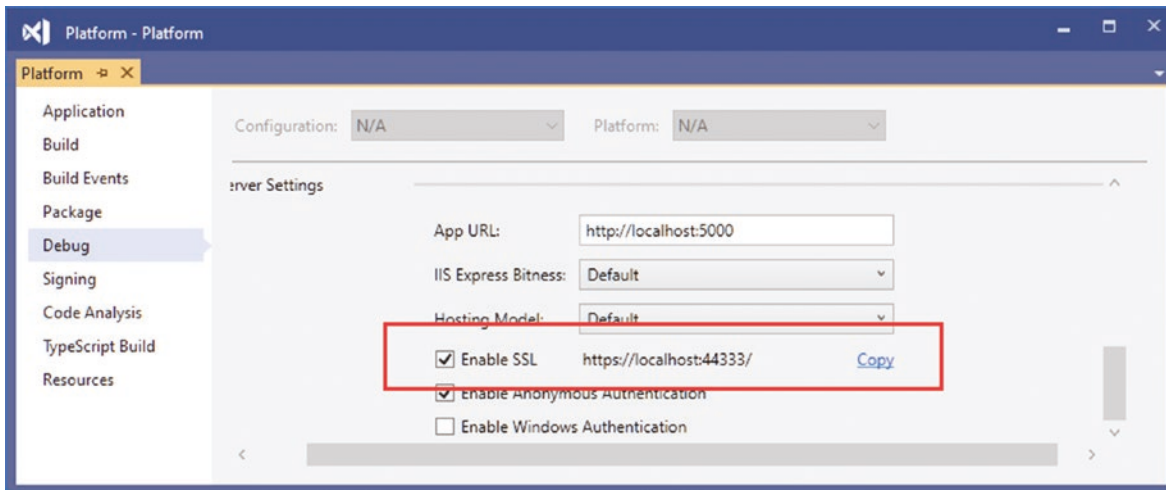 Platform - Platform
Platform
Application
Build
Build Events
Package
Debug
Signing
Code Analysis
TypeScript Build
Resources
Configuration: N/A Platform: N/A
erver Settings
App URL: http://localhost:5000
IIS Express Bitness: Default
Hosting Model: Default
Enable SSL https://localhost:44333/ Copy
Enable Anonymous Authentication
Enable Windows Authentication